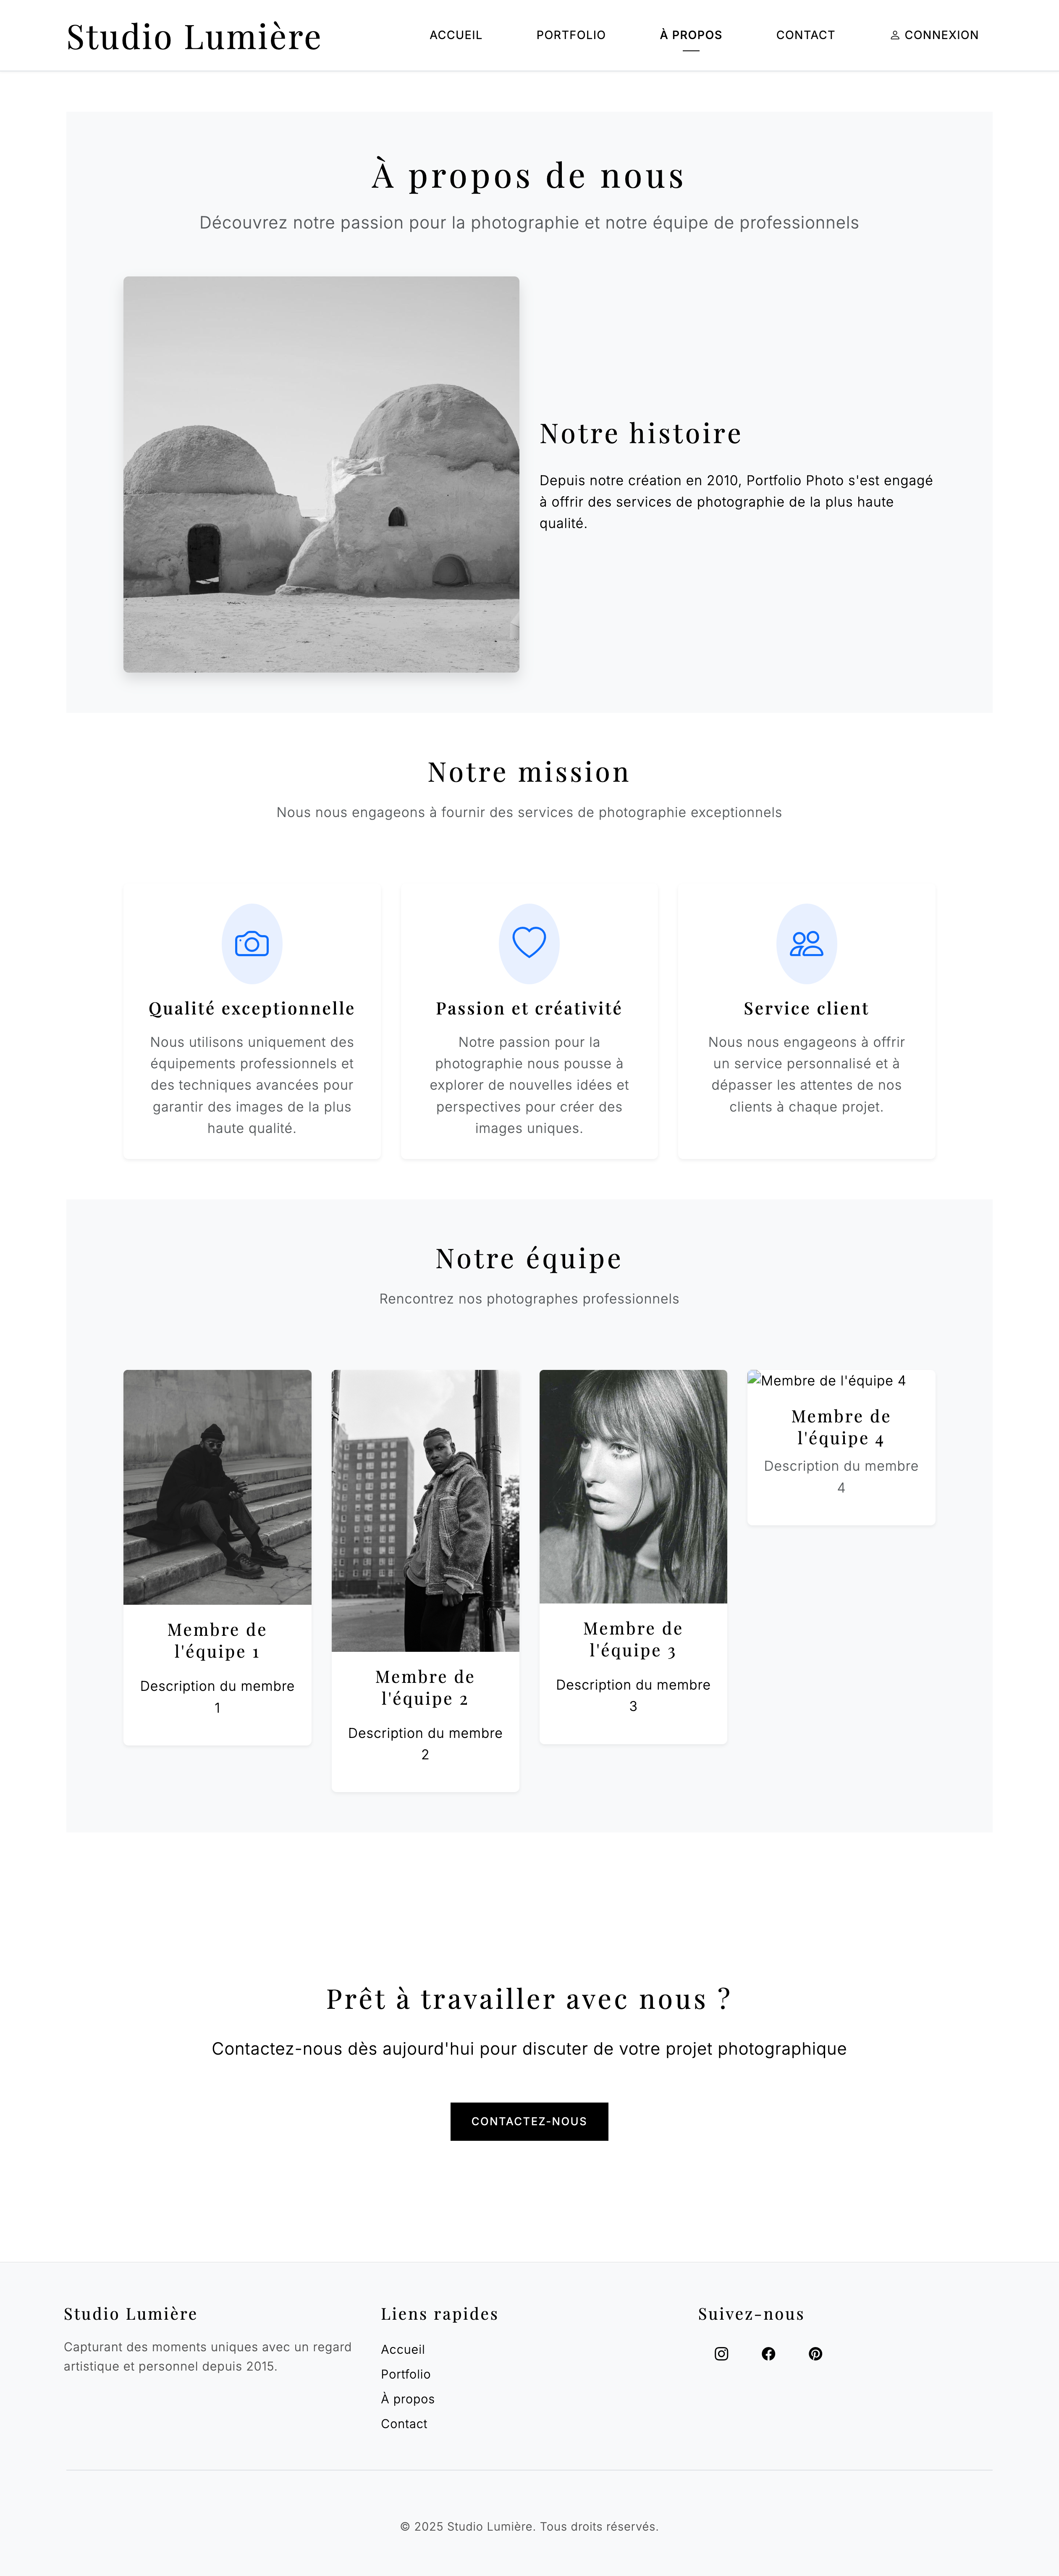 Studio Lumière
ACCUEIL
PORTFOLIO
À PROPOS
CONTACT
CONNEXION
À propos de nous
Découvrez notre passion pour la photographie et notre équipe de professionnels
Notre histoire
Depuis notre création en 2010, Portfolio Photo s'est engagé
à offrir des services de photographie de la plus haute
qualité.
Notre mission
Nous nous engageons à fournir des services de photographie exceptionnels
Qualité exceptionnelle
Nous utilisons uniquement des
équipements professionnels et
des techniques avancées pour
garantir des images de la plus
haute qualité.
Passion et créativité
Notre passion pour la
photographie nous pousse à
explorer de nouvelles idées et
perspectives pour créer des
images uniques.
Service client
Nous nous engageons à offrir
un service personnalisé et à
dépasser les attentes de nos
clients à chaque projet.
Notre équipe
Rencontrez nos photographes professionnels
Membre de
l'équipe 1
Description du membre
1
Membre de
l'équipe 2
Description du membre
2
Membre de
l'équipe 3
Description du membre
3
Membre de l'équipe 4
Membre de
l'équipe 4
Description du membre
4
Prêt à travailler avec nous ?
Contactez-nous dès aujourd'hui pour discuter de votre projet photographique
CONTACTEZ-NOUS
Studio Lumière
Capturant des moments uniques avec un regard
artistique et personnel depuis 2015.
Liens rapides
Accueil
Portfolio
À propos
Contact
Suivez-nous
© 2025 Studio Lumière. Tous droits réservés.